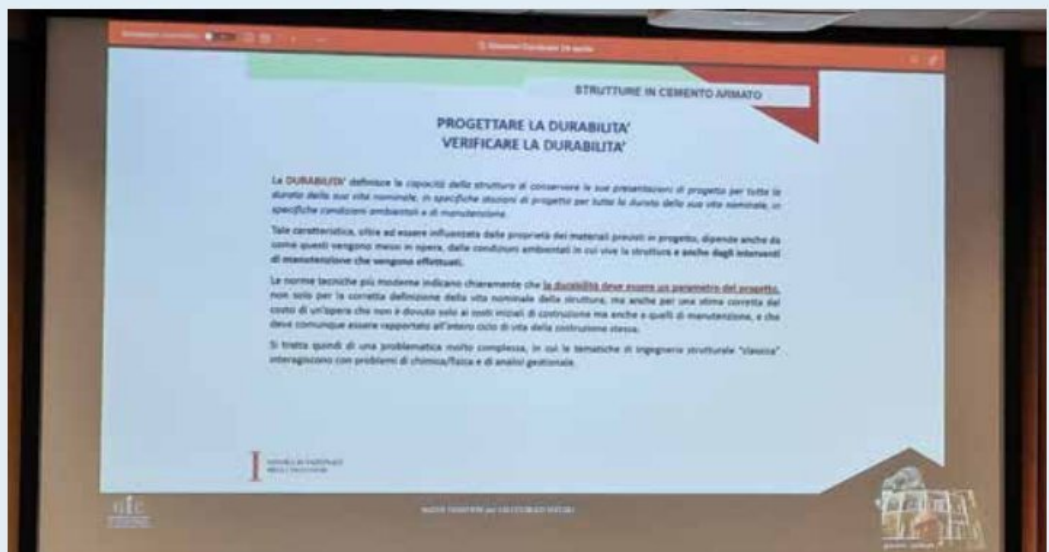 STRUTTURE IN CEMENTO ARMATO
PROGETTARE LA DURABILITA'
VERIFICARE LA DURABILITA'
La DURABILITA' definisce la capacità della struttura di conservare le sue presentazioni di progetto per tutta la
durata della sua vita nominale, in specifiche stazioni di progetto per tutta la durata della sua vita nominale, in
specifiche condizioni ambientali e di manutenzione.
Tale caratteristica, oltre ad essere influenzata dalle proprietà dei materiali previsti in progetto, dipende anche da
come questi vengono messi in opera, dalle condizioni ambientali in cui vive la struttura e anche dagli interventi
di manutenzione che vengono effettuati.
Le norme tecniche più moderne indicano chiaramente che la durabilità deve essere un parametro del progetto,
non solo per la corretta definizione della vita nominale della struttura, ma anche per una stima corretta del
costo di un'opera che non è dovuto solo ai costi iniziali di costruzione ma anche a quelli di manutenzione, e che
deve comunque essere rapportato all'intero ciclo di vita della costruzione stessa.
Si tratta quindi di una problematica molto complessa, in cui le tematiche di ingegneria strutturale "classica"
interagiscono con problemi di chimica/fisica e di analisi gestionale.